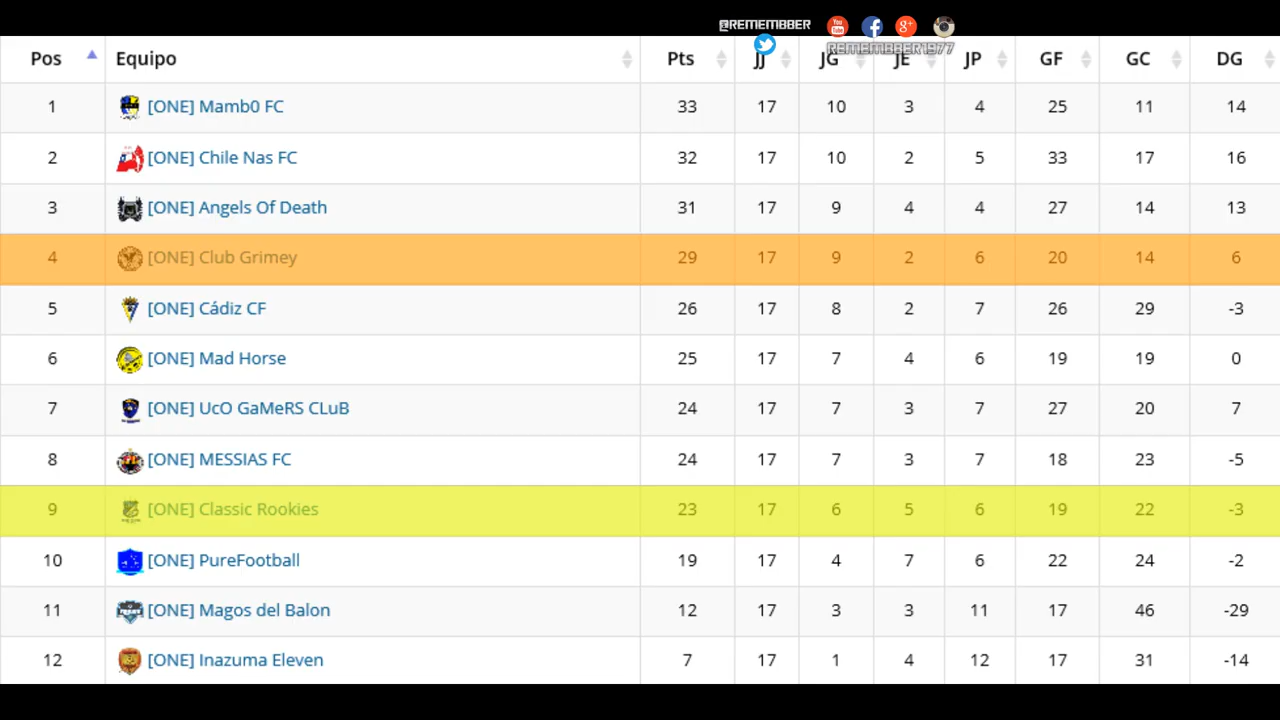 @REMEMBBER
REMEMBBER1977
Pos Equipo Pts JJ JG JE JP GF GC DG
1 [ONE] Mamb0 FC 33 17 10 3 4 25 11 14
2 [ONE] Chile Nas FC 32 17 10 2 5 33 17 16
3 [ONE] Angels Of Death 31 17 9 4 4 27 14 13
4 [ONE] Club Grimey 29 17 9 2 6 20 14 6
5 [ONE] Cádiz CF 26 17 8 2 7 26 29 -3
6 [ONE] Mad Horse 25 17 7 4 6 19 19 0
7 [ONE] UcO GaMeRS CLuB 24 17 7 3 7 27 20 7
8 [ONE] MESSIAS FC 24 17 7 3 7 18 23 -5
9 [ONE] Classic Rookies 23 17 6 5 6 19 22 -3
10 [ONE] PureFootball 19 17 4 7 6 22 24 -2
11 [ONE] Magos del Balon 12 17 3 3 11 17 46 -29
12 [ONE] Inazuma Eleven 7 17 1 4 12 17 31 -14